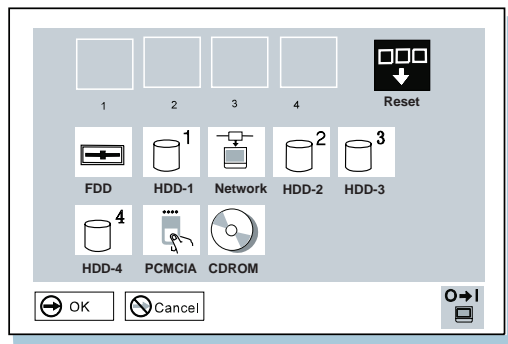 1 2 3 4 Reset
1 2 3
FDD HDD-1 Network HDD-2 HDD-3
4
HDD-4 PCMCIA CDROM
OK Cancel
O→I